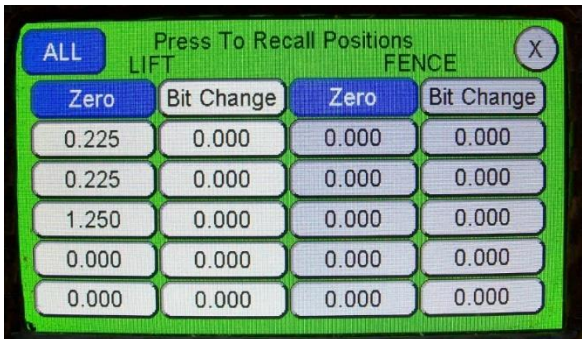 ALL Press To Recall Positions X
LIFT FENCE
Zero Bit Change Zero Bit Change
0.225 0.000 0.000 0.000
0.225 0.000 0.000 0.000
1.250 0.000 0.000 0.000
0.000 0.000 0.000 0.000
0.000 0.000 0.000 0.000